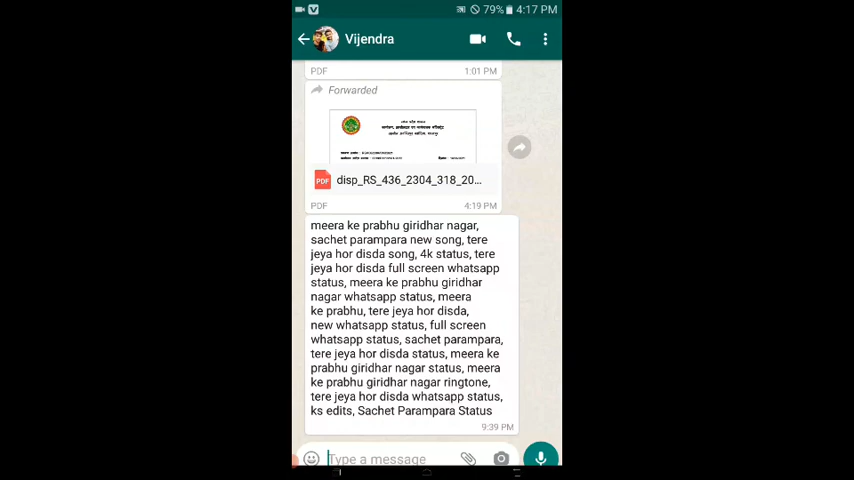 79% 4:17 PM
Vijendra
PDF 1:01 PM
Forwarded
PDF disp_RS_436_2304_318_20...
PDF 4:19 PM
meera ke prabhu giridhar nagar,
sachet parampara new song, tere
jeya hor disda song, 4k status, tere
jeya hor disda full screen whatsapp
status, meera ke prabhu giridhar
nagar whatsapp status, meera
ke prabhu, tere jeya hor disda,
new whatsapp status, full screen
whatsapp status, sachet parampara,
tere jeya hor disda status, meera ke
prabhu giridhar nagar status, meera
ke prabhu giridhar nagar ringtone,
tere jeya hor disda whatsapp status,
ks edits, Sachet Parampara Status
9:39 PM
Type a message